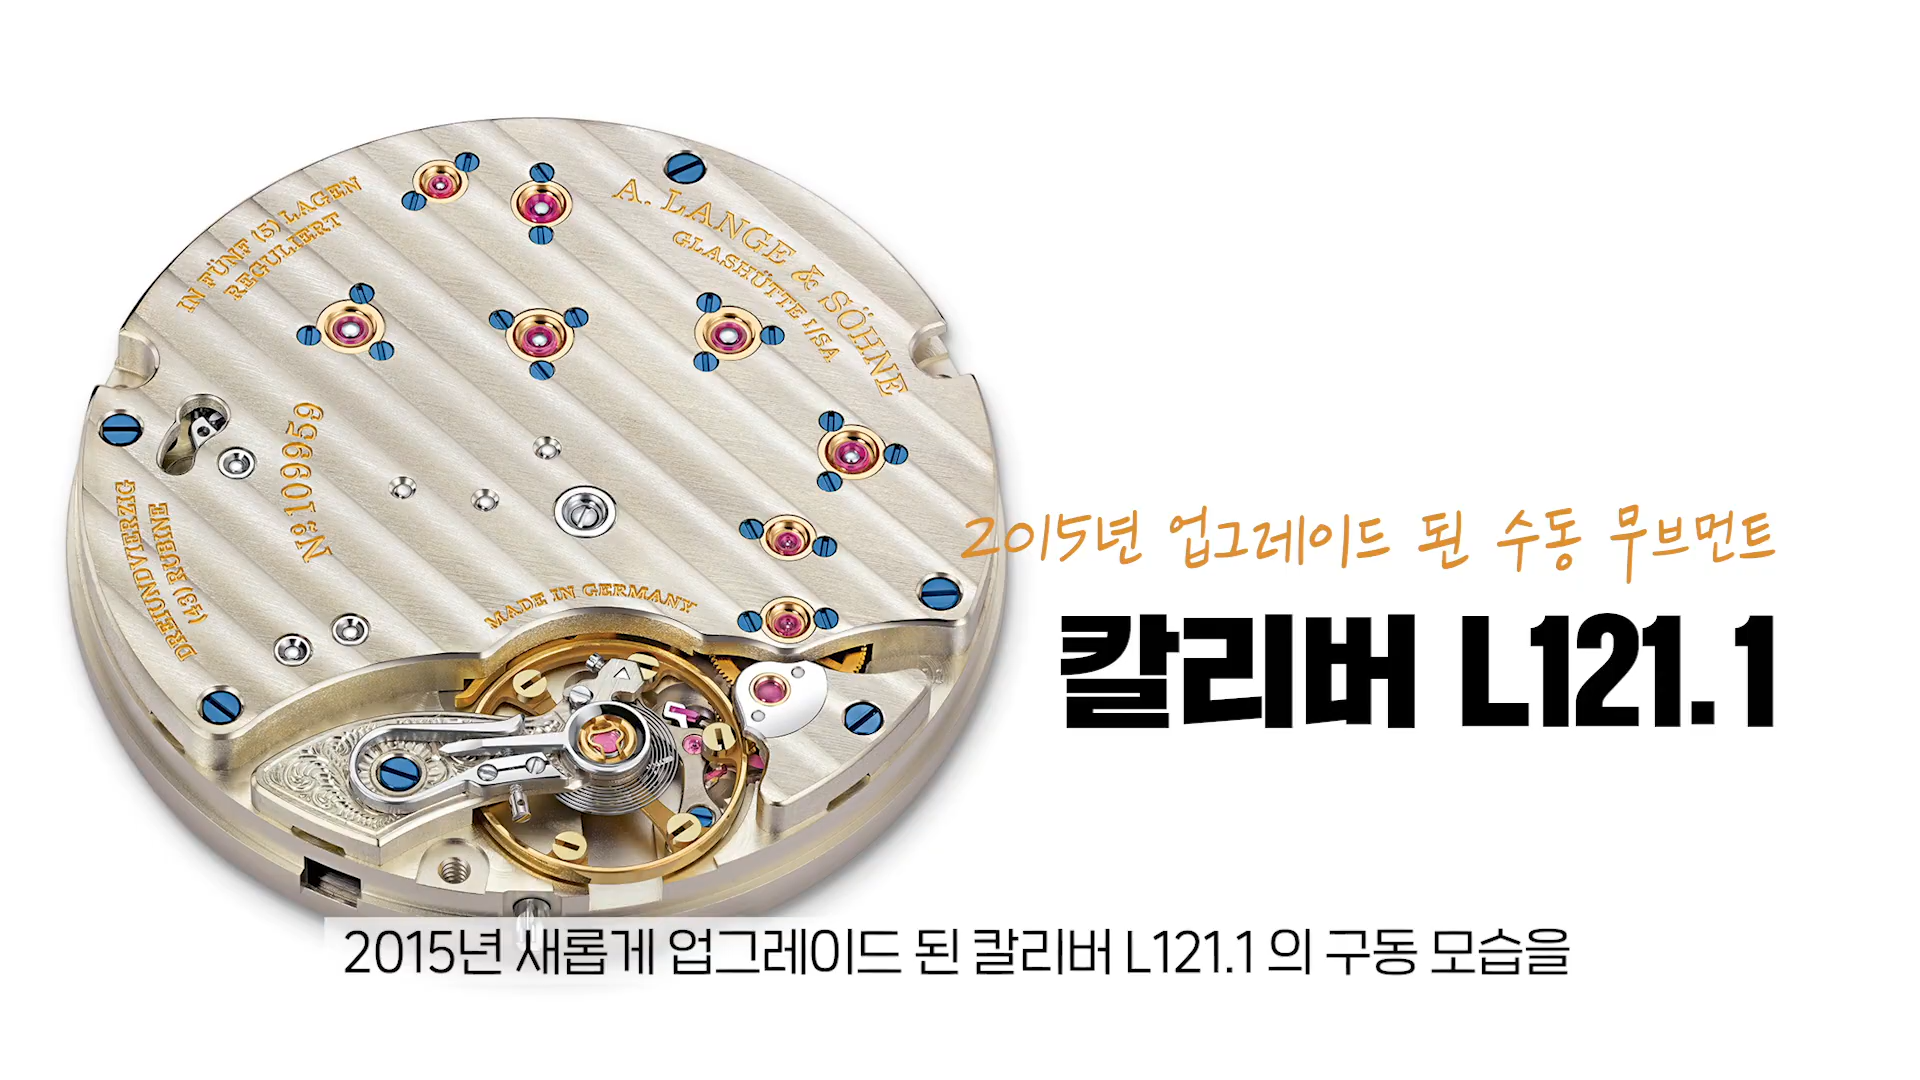 IN FÜNF (5) LAGEN
REGULIERT
A. LANGE & SÖHNE
GLASHÜTTE I/SA
Nº 109959
DREIUNDVIERZIG
(43) RUBINE
MADE IN GERMANY
2015년 업그레이드 된 수동 무브먼트
칼리버 L121.1
2015년 새롭게 업그레이드 된 칼리버 L121.1 의 구동 모습을